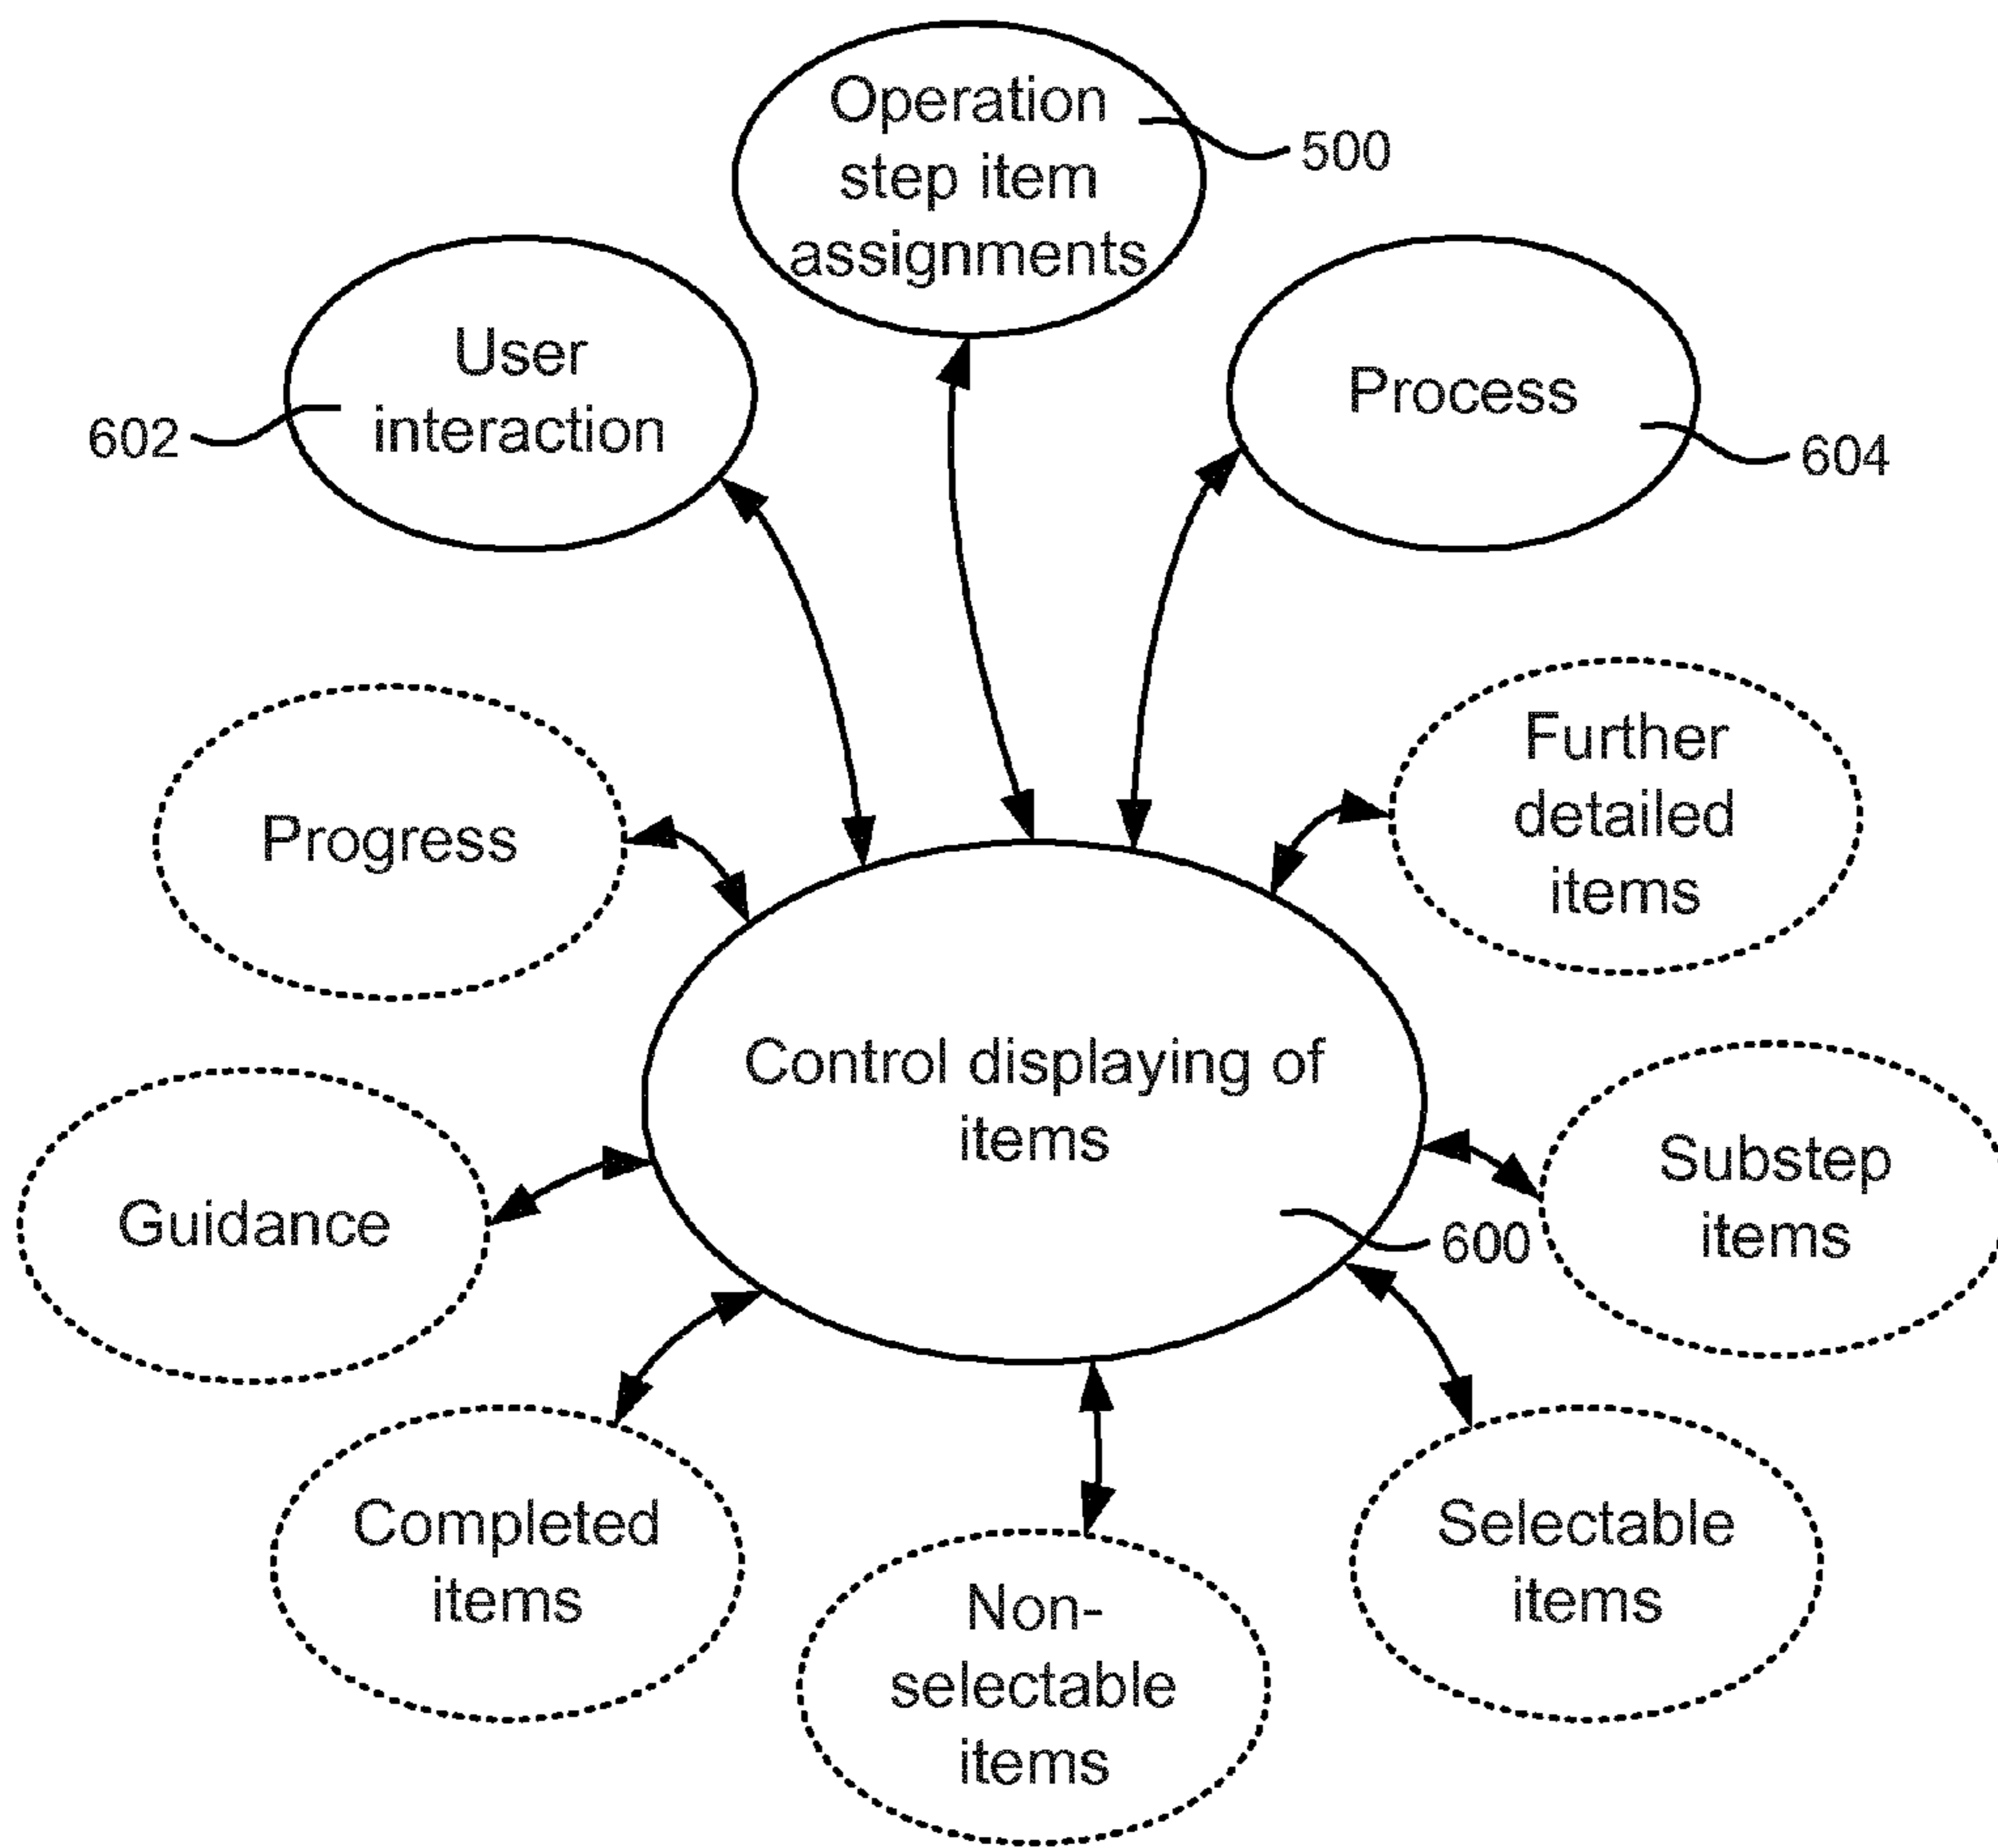 Operation
step item
assignments
500
User
interaction
602
Process
604
Further
detailed
items
Progress
Control displaying of
items
600
Substep
items
Guidance
Completed
items
Selectable
items
Non-
selectable
items